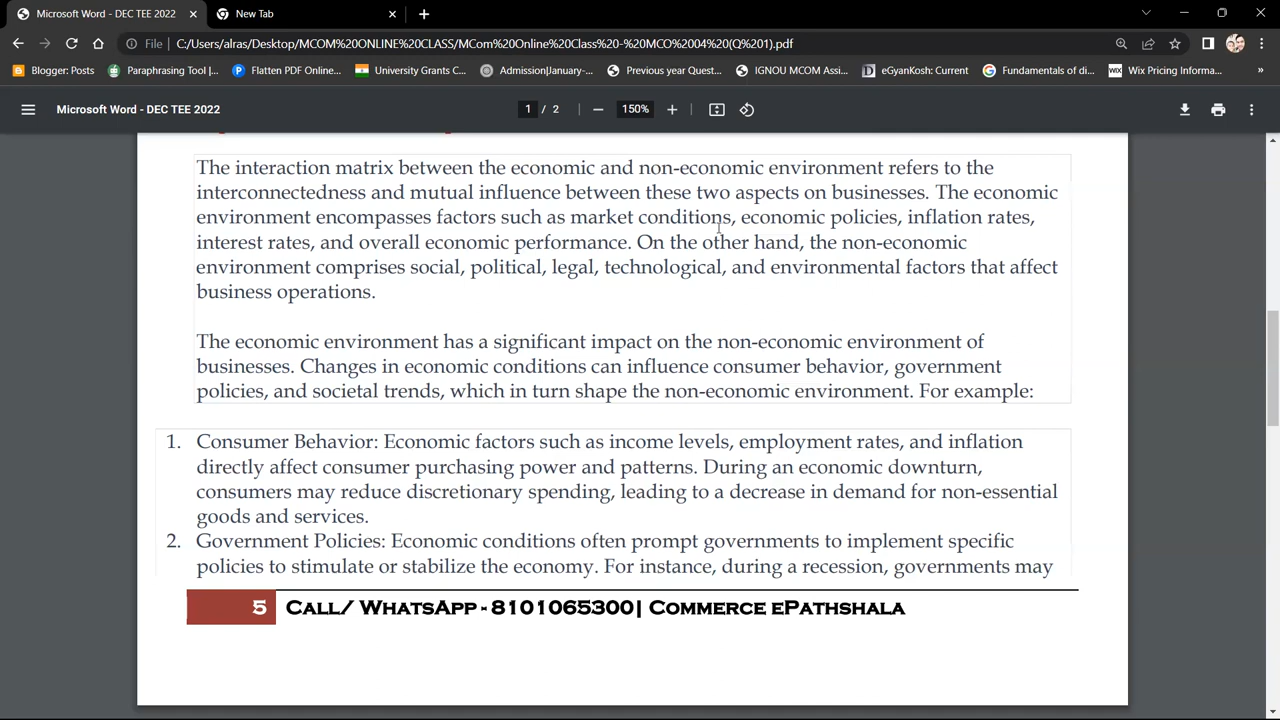 Microsoft Word - DEC TEE 2022
New Tab
File C:/Users/alras/Desktop/MCOM%20ONLINE%20CLASS/MCom%20Online%20Class%20-%20MCO%2004%20(Q%201).pdf
Blogger: Posts Paraphrasing Tool |... Flatten PDF Online... University Grants C... Admission|January-... Previous year Quest... IGNOU MCOM Assi... eGyanKosh: Current Fundamentals of di... Wix Pricing Informa... »
Microsoft Word - DEC TEE 2022 1 / 2 150%
The interaction matrix between the economic and non-economic environment refers to the
interconnectedness and mutual influence between these two aspects on businesses. The economic
environment encompasses factors such as market conditions, economic policies, inflation rates,
interest rates, and overall economic performance. On the other hand, the non-economic
environment comprises social, political, legal, technological, and environmental factors that affect
business operations.
The economic environment has a significant impact on the non-economic environment of
businesses. Changes in economic conditions can influence consumer behavior, government
policies, and societal trends, which in turn shape the non-economic environment. For example:
1. Consumer Behavior: Economic factors such as income levels, employment rates, and inflation
directly affect consumer purchasing power and patterns. During an economic downturn,
consumers may reduce discretionary spending, leading to a decrease in demand for non-essential
goods and services.
2. Government Policies: Economic conditions often prompt governments to implement specific
policies to stimulate or stabilize the economy. For instance, during a recession, governments may
5 Call/ WhatsApp - 8101065300| Commerce ePathshala